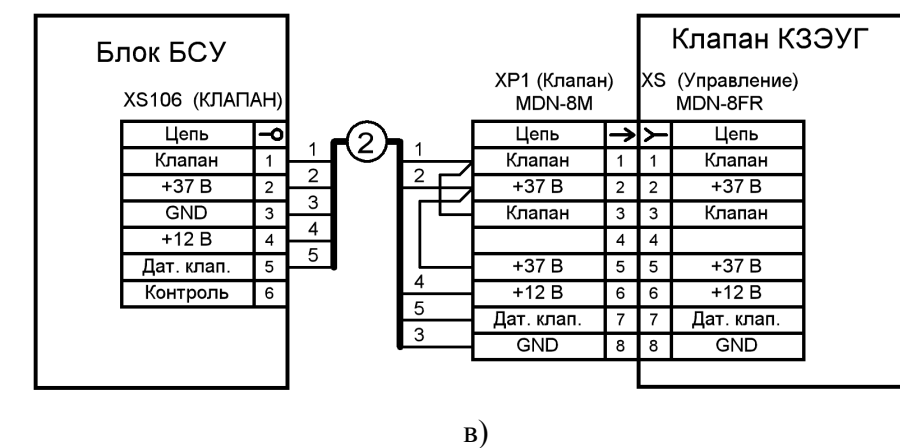 Блок БСУ
XS106 (КЛАПАН)
Цепь
Клапан 1
+37 В 2
GND 3
+12 В 4
Дат. клап. 5
Контроль 6
1
2
3
4
5
2
1
2
4
5
3
Клапан КЗЭУГ
XP1 (Клапан) XS (Управление)
MDN-8M MDN-8FR
Цепь Цепь
Клапан 1 1 Клапан
+37 В 2 2 +37 В
Клапан 3 3 Клапан
4 4
+37 В 5 5 +37 В
+12 В 6 6 +12 В
Дат. клап. 7 7 Дат. клап.
GND 8 8 GND
в)